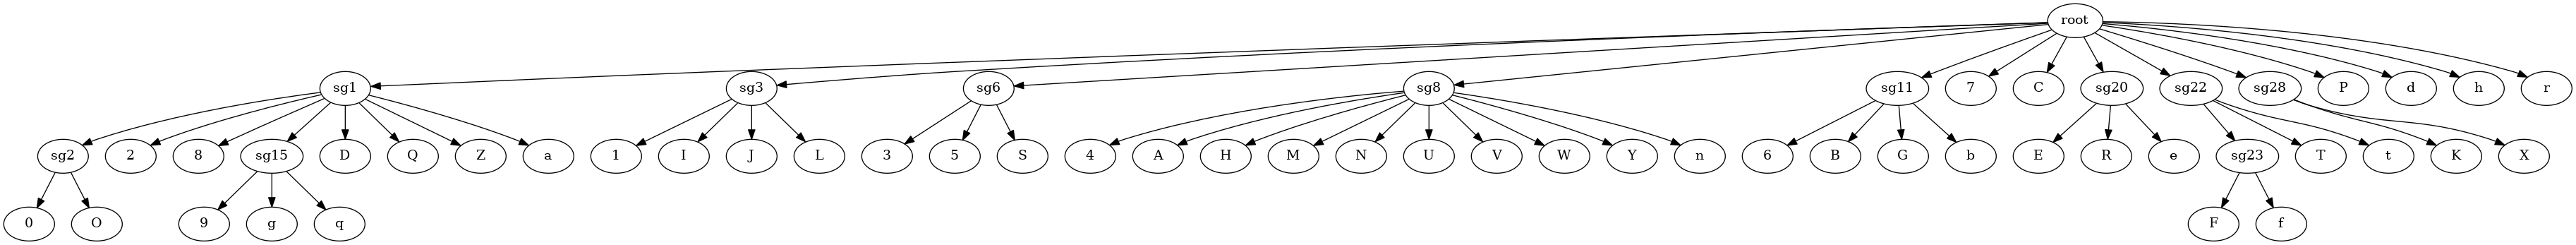 root
sg1 sg3 sg6 sg8 sg11 7 C sg20 sg22 sg28 P d h r
sg2 2 8 sg15 D Q Z a 1 I J L 3 5 S 4 A H M N U V W Y n 6 B G b E R e sg23 T t K X
0 O 9 g q F f